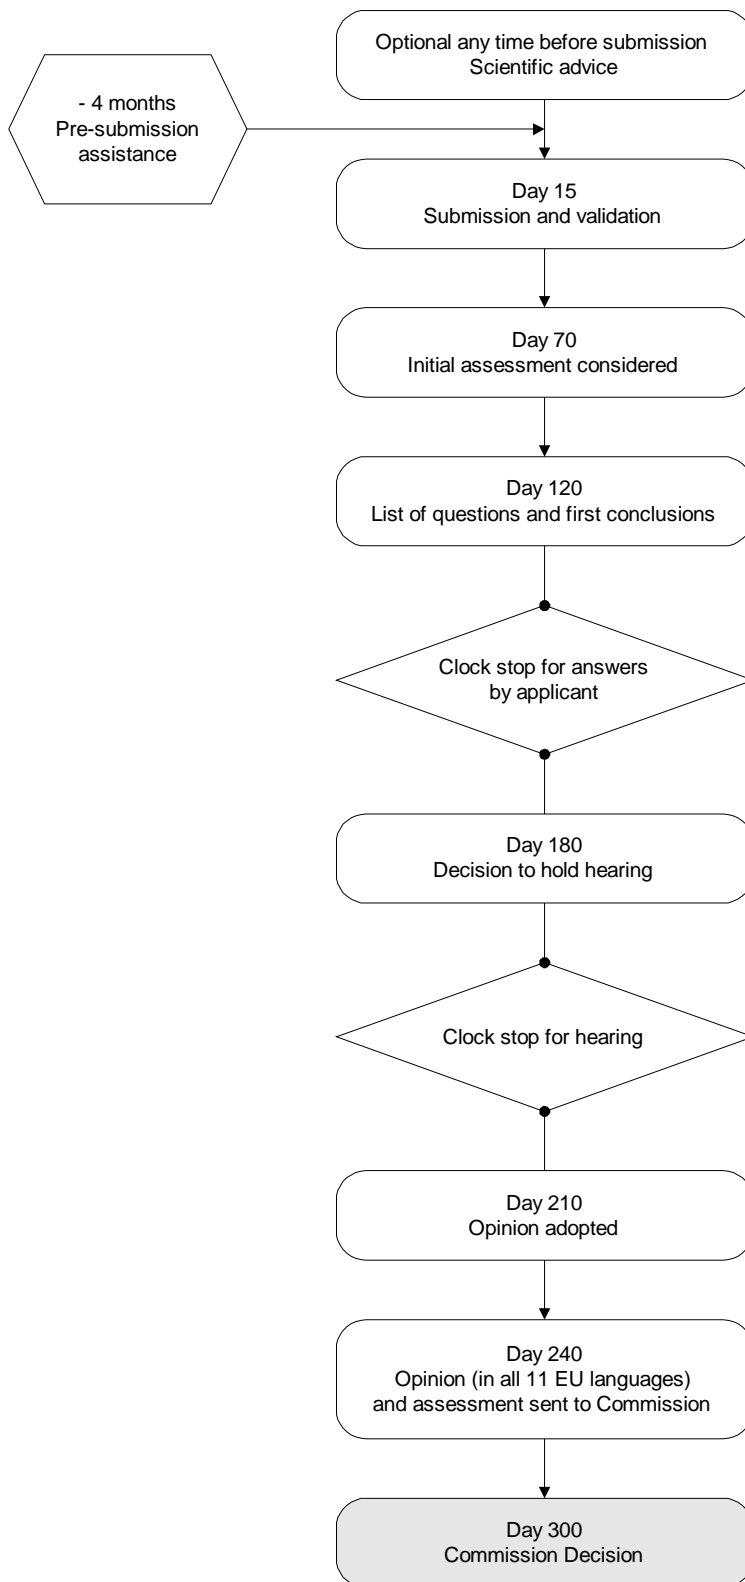 Optional any time before submission
Scientific advice
- 4 months
Pre-submission
assistance
Day 15
Submission and validation
Day 70
Initial assessment considered
Day 120
List of questions and first conclusions
Clock stop for answers
by applicant
Day 180
Decision to hold hearing
Clock stop for hearing
Day 210
Opinion adopted
Day 240
Opinion (in all 11 EU languages)
and assessment sent to Commission
Day 300
Commission Decision